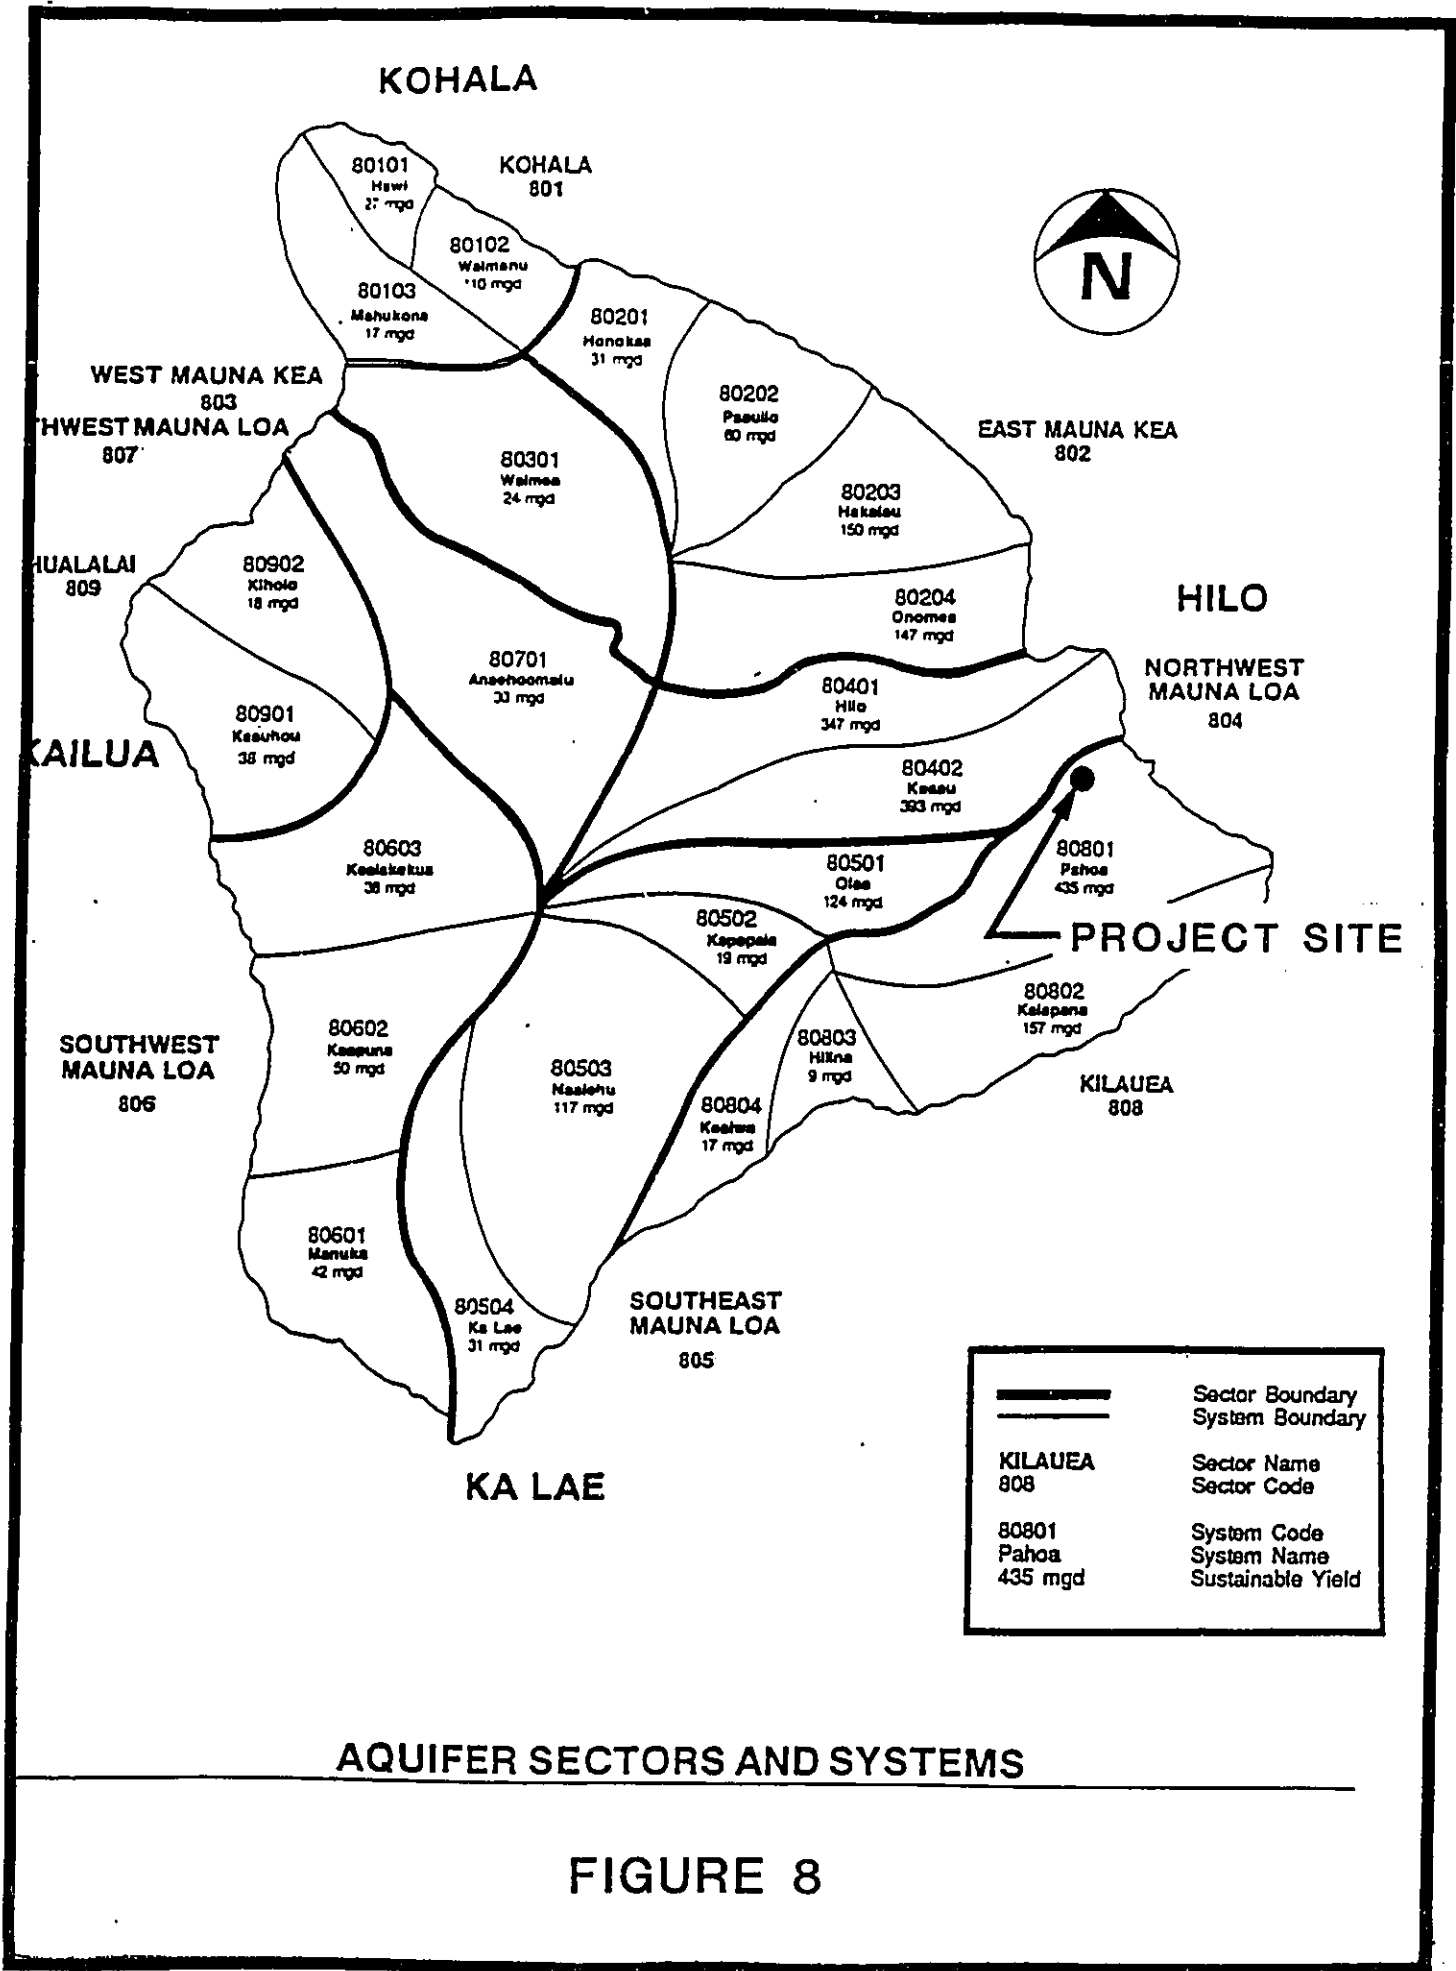 KOHALA
KOHALA
801
80101
Hawi
27 mgd
80102
Waimanu
110 mgd
80103
Mahukona
17 mgd
N
80201
Honokaa
31 mgd
WEST MAUNA KEA
803
THWEST MAUNA LOA
807
80202
Paauilo
60 mgd
EAST MAUNA KEA
802
80301
Waimea
24 mgd
80203
Hakalau
150 mgd
HUALALAI
809
80902
Kiholo
18 mgd
80204
Onomea
147 mgd
HILO
80701
Anaehoomalu
30 mgd
NORTHWEST
MAUNA LOA
804
80401
Hilo
347 mgd
80901
Keauhou
38 mgd
KAILUA
80402
Keaau
393 mgd
80603
Kealakekua
38 mgd
80501
Olaa
124 mgd
80801
Pahoa
435 mgd
80502
Kapapala
19 mgd
PROJECT SITE
80802
Kalapana
157 mgd
SOUTHWEST
MAUNA LOA
806
80602
Kaapuna
50 mgd
80803
Hilina
9 mgd
80503
Naalehu
117 mgd
KILAUEA
808
80804
Keaiwa
17 mgd
80601
Manuka
42 mgd
80504
Ka Lae
31 mgd
SOUTHEAST
MAUNA LOA
805
KA LAE
Sector Boundary
System Boundary
KILAUEA Sector Name
808 Sector Code
80801 System Code
Pahoa System Name
435 mgd Sustainable Yield
AQUIFER SECTORS AND SYSTEMS
FIGURE 8